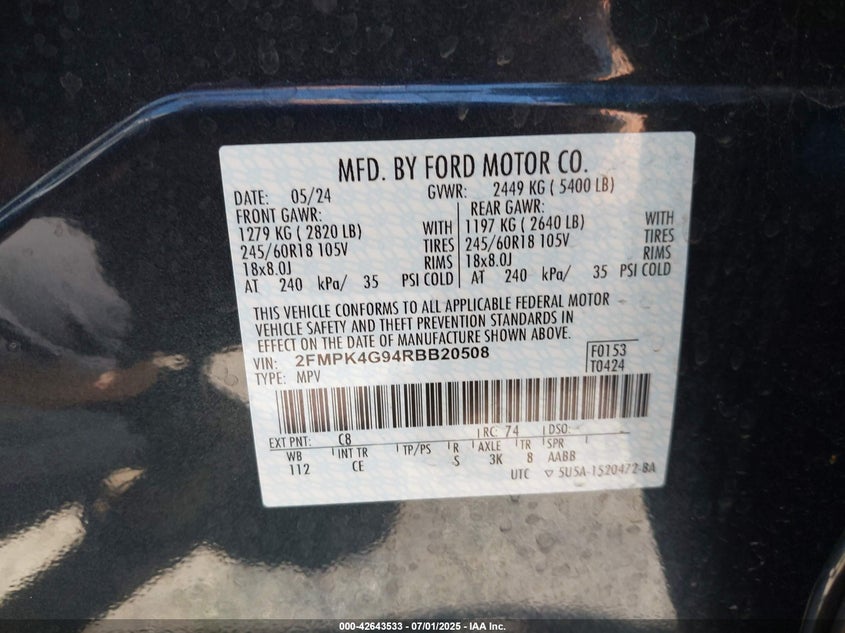 MFD. BY FORD MOTOR CO.
DATE: 05/24 GVWR: 2449 KG ( 5400 LB)
FRONT GAWR: REAR GAWR:
1279 KG ( 2820 LB) WITH 1197 KG ( 2640 LB) WITH
245/60R18 105V TIRES 245/60R18 105V TIRES
18x8.0J RIMS 18x8.0J RIMS
AT 240 kPa/ 35 PSI COLD AT 240 kPa/ 35 PSI COLD
THIS VEHICLE CONFORMS TO ALL APPLICABLE FEDERAL MOTOR
VEHICLE SAFETY AND THEFT PREVENTION STANDARDS IN
EFFECT ON THE DATE OF MANUFACTURE SHOWN ABOVE.
VIN: 2FMPK4G94RBB20508 F0153
TYPE: MPV T0424
EXT PNT: C8 RC: 74 DSO:
WB INT TR TP/PS R AXLE TR SPR
112 CE S 3K 8 AABB
UTC ▽ 5U5A-1520472-BA
000-42643533 - 07/01/2025 - IAA Inc.